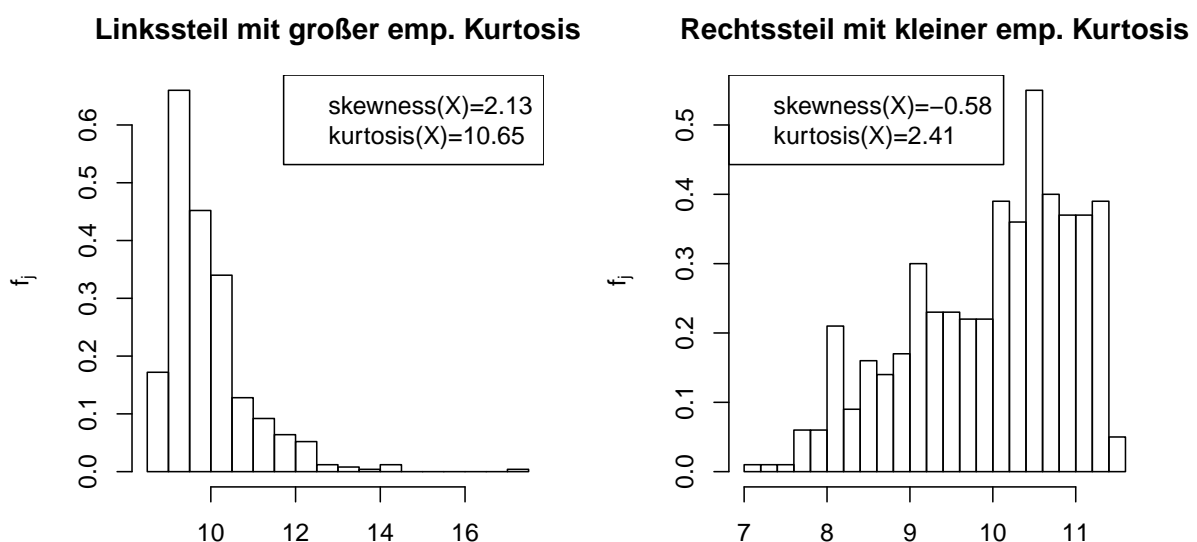 Linkssteil mit großer emp. Kurtosis
skewness(X)=2.13
kurtosis(X)=10.65
fj
0.0 0.1 0.2 0.3 0.4 0.5 0.6
10 12 14 16
Rechtssteil mit kleiner emp. Kurtosis
skewness(X)=−0.58
kurtosis(X)=2.41
fj
0.0 0.1 0.2 0.3 0.4 0.5
7 8 9 10 11